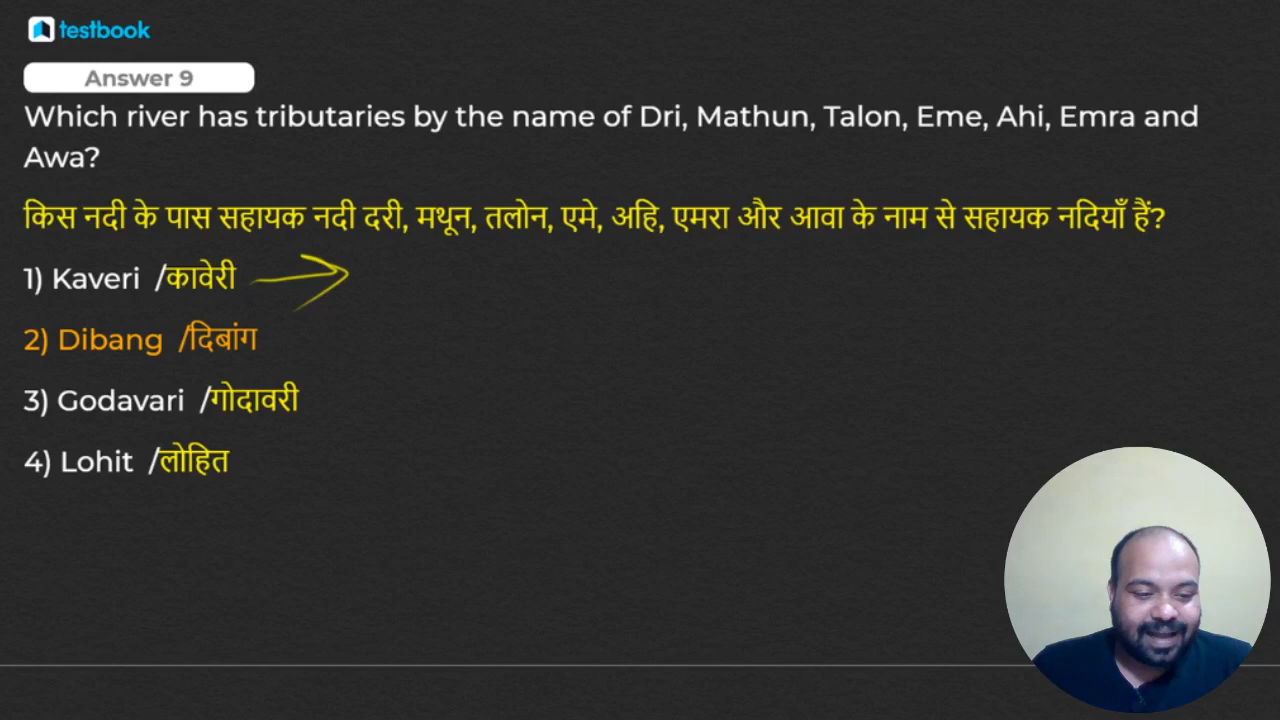 testbook
Answer 9
Which river has tributaries by the name of Dri, Mathun, Talon, Eme, Ahi, Emra and
Awa?
किस नदी के पास सहायक नदी दरी, मथून, तलोन, एमे, अहि, एमरा और आवा के नाम से सहायक नदियाँ हैं?
1) Kaveri /कावेरी
2) Dibang /दिबांग
3) Godavari /गोदावरी
4) Lohit /लोहित